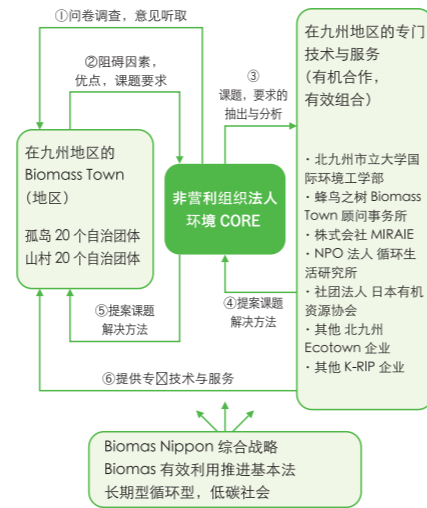 ①问卷调查，意见听取
②阻碍因素，
优点，课题要求
③
课题，要求的
抽出与分析
在九州地区的专门
技术与服务
(有机合作，
有效组合)
・北九州市立大学国
际环境工学部
・蜂鸟之树 Biomass
Town 顾问事务所
・株式会社 MIRAIE
・NPO 法人 循环生
活研究所
・社团法人 日本有机
资源协会
・其他 北九州
Ecotown 企业
・其他 K-RIP 企业
在九州地区的
Biomass Town
(地区)
孤岛 20 个自治团体
山村 20 个自治团体
非营利组织法人
环境 CORE
④提案课题
解决方法
⑤提案课题
解决方法
⑥提供专☒技术与服务
Biomas Nippon 综合战略
Biomas 有效利用推进基本法
长期型循环型，低碳社会